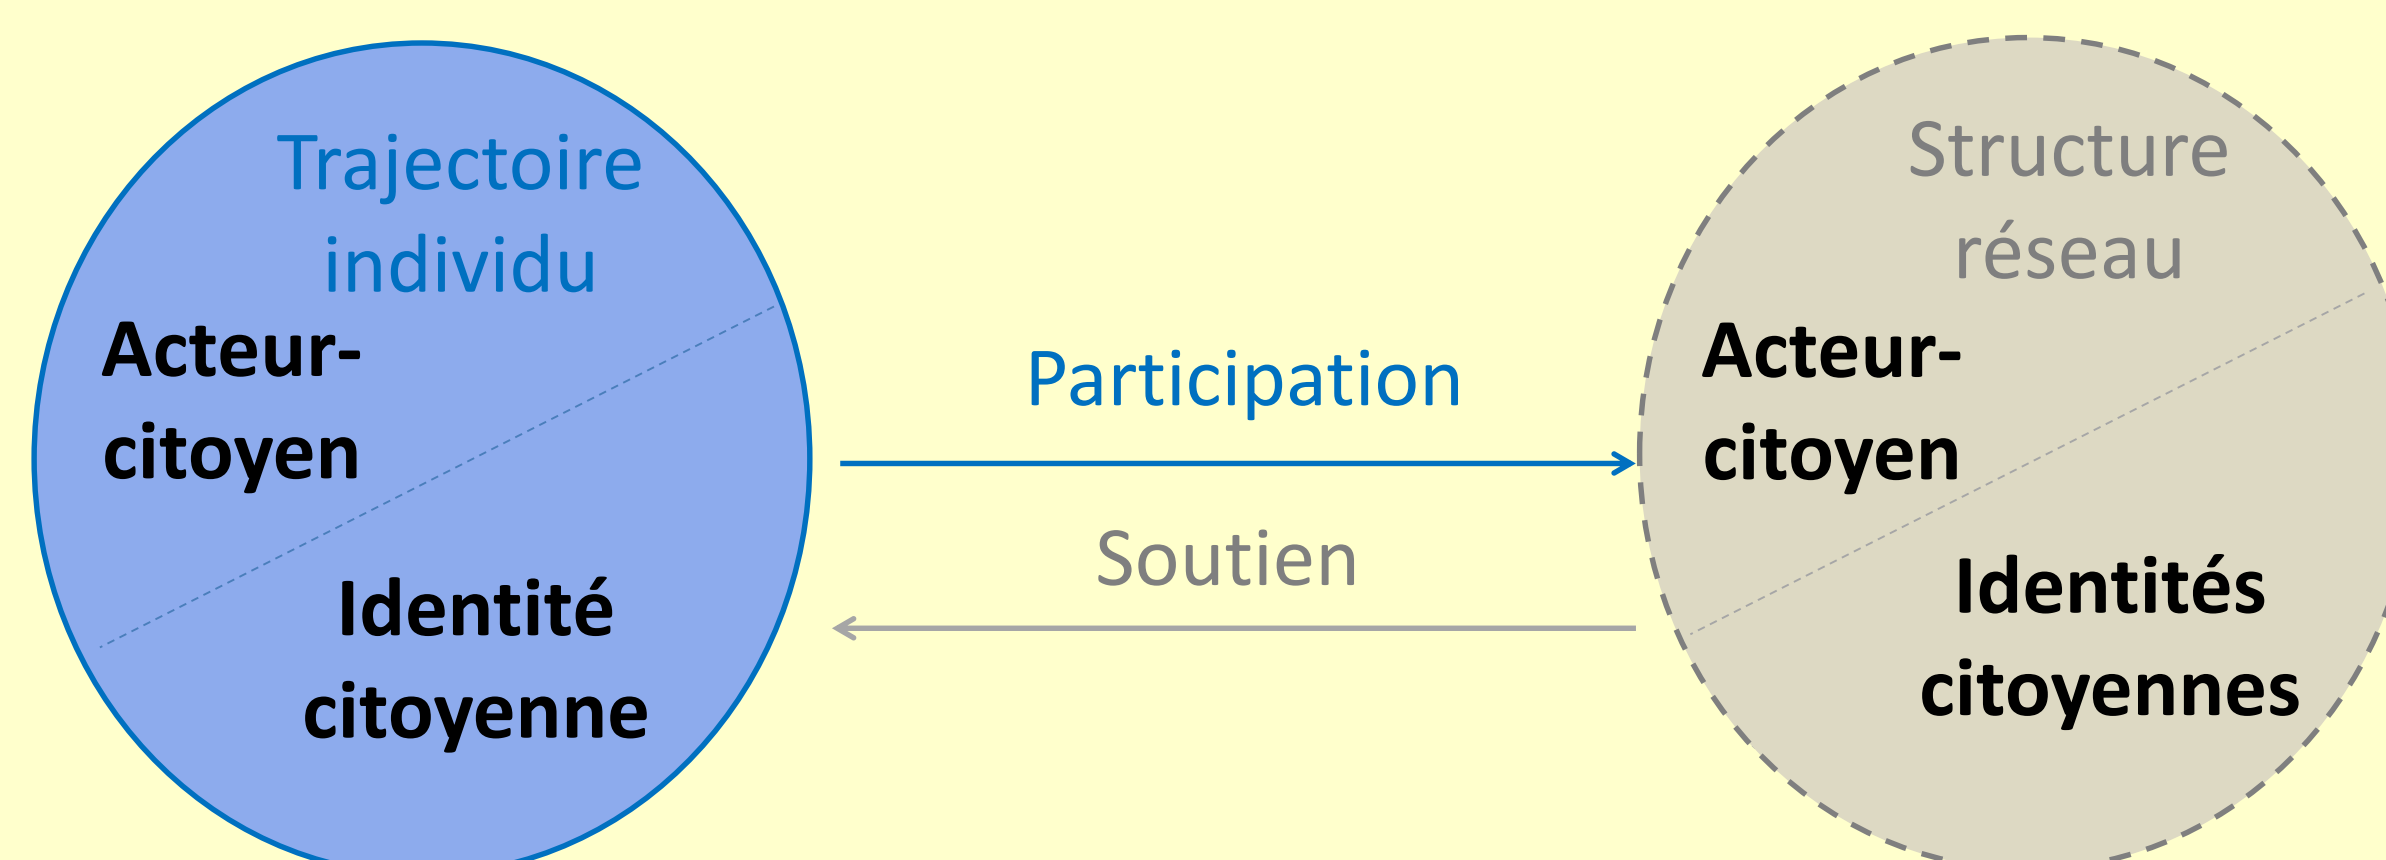 Trajectoire
individu
Acteur-
citoyen
Identité
citoyenne
Participation
Soutien
Structure
réseau
Acteur-
citoyen
Identités
citoyennes